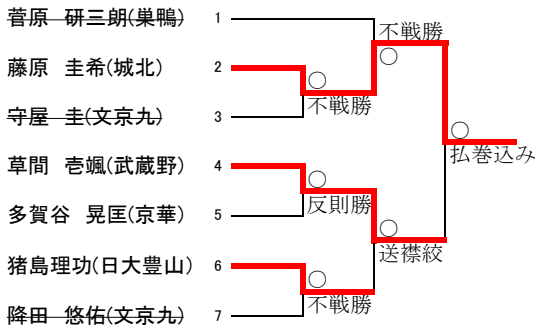 菅原　研三朗(巣鴨) 1
不戦勝
藤原　圭希(城北) 2
○
○
不戦勝
守屋　圭(文京九) 3
○
払巻込み
草間　壱颯(武蔵野) 4
○
反則勝
多賀谷　晃匡(京華) 5
○
送襟絞
猪島理功(日大豊山) 6
○
不戦勝
降田　悠佑(文京九) 7